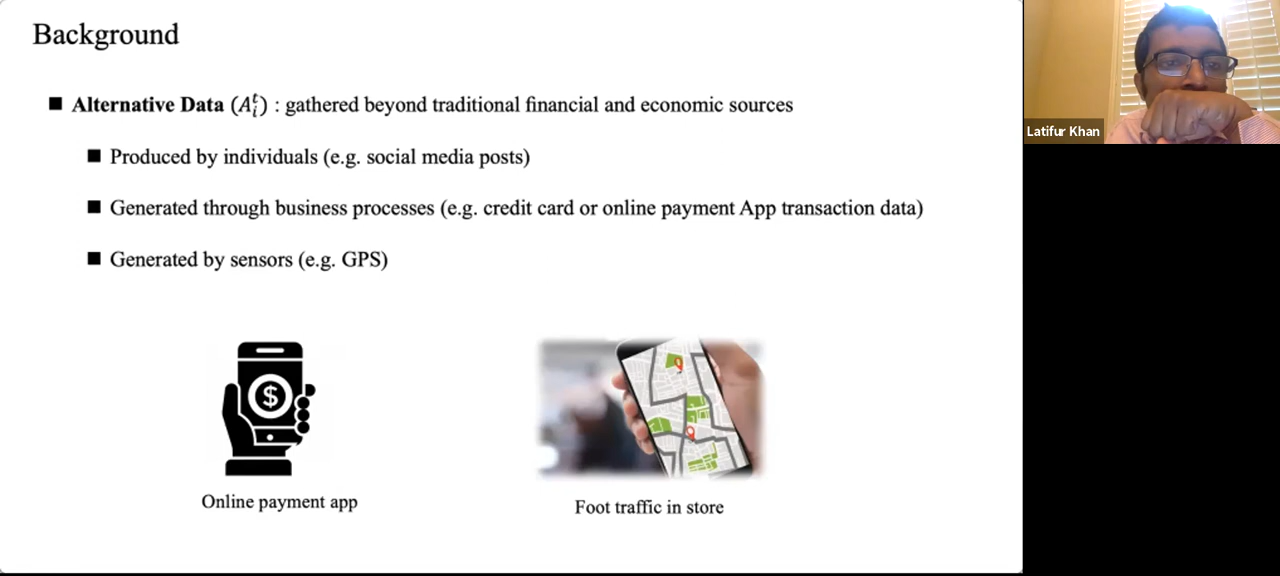 Background
■ Alternative Data (Aᵢᵗ) : gathered beyond traditional financial and economic sources
■ Produced by individuals (e.g. social media posts)
■ Generated through business processes (e.g. credit card or online payment App transaction data)
■ Generated by sensors (e.g. GPS)
$
Online payment app
Foot traffic in store
Latifur Khan